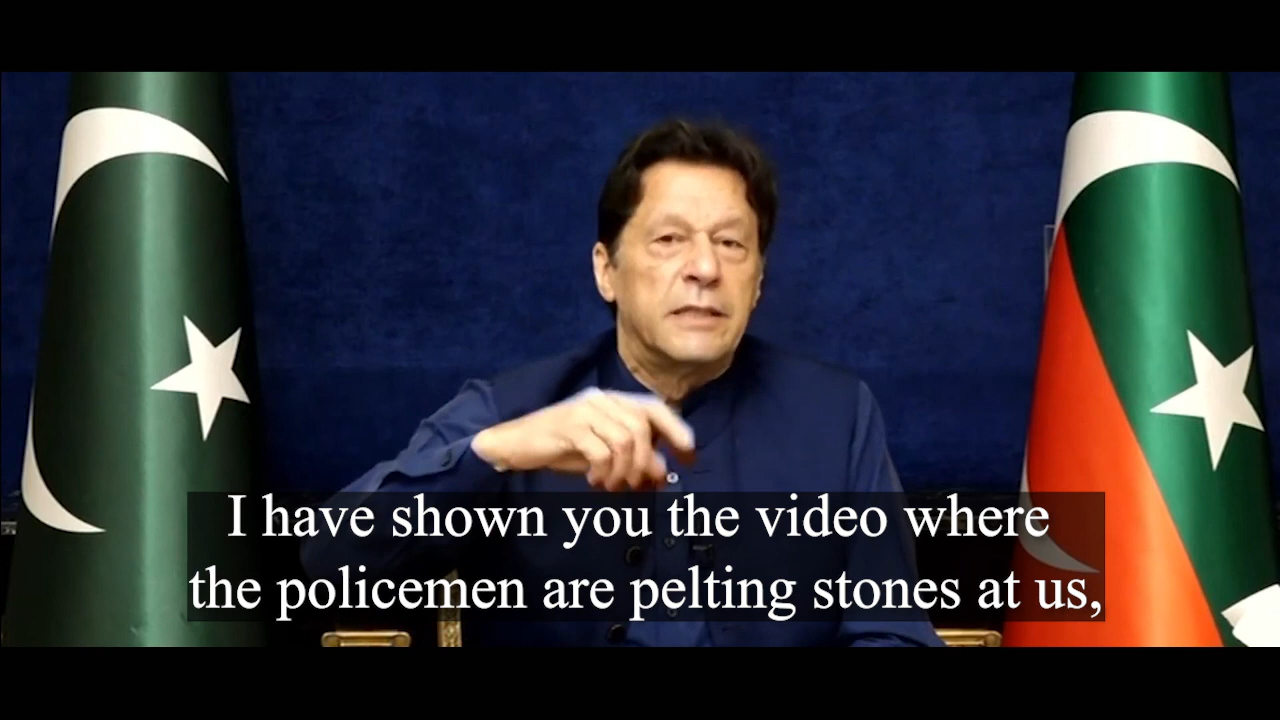 I have shown you the video where
the policemen are pelting stones at us,